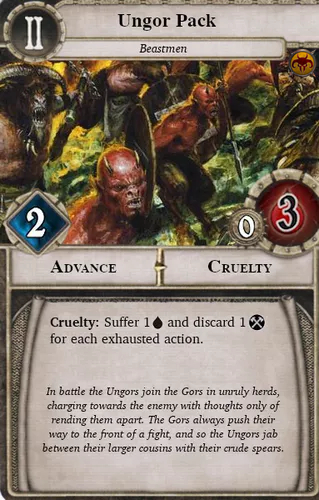 II
Ungor Pack
Beastmen
2
0
3
ADVANCE
CRUELTY
Cruelty: Suffer 1 and discard 1
for each exhausted action.
In battle the Ungors join the Gors in unruly herds,
charging towards the enemy with thoughts only of
rending them apart. The Gors always push their
way to the front of a fight, and so the Ungors jab
between their larger cousins with their crude spears.